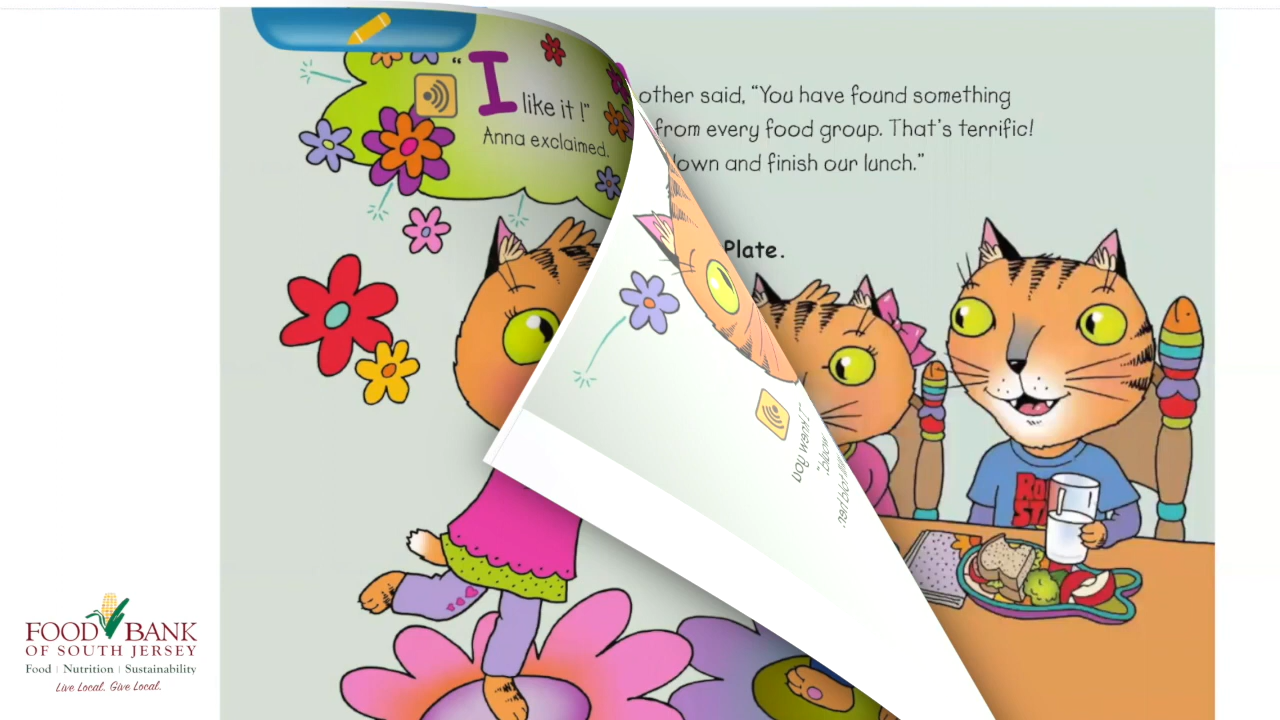 “I
like it !”
Anna exclaimed.
other said, “You have found something
from every food group. That’s terrific!
down and finish our lunch.”
Plate.
FOOD BANK
OF SOUTH JERSEY
Food | Nutrition | Sustainability
Live Local. Give Local.